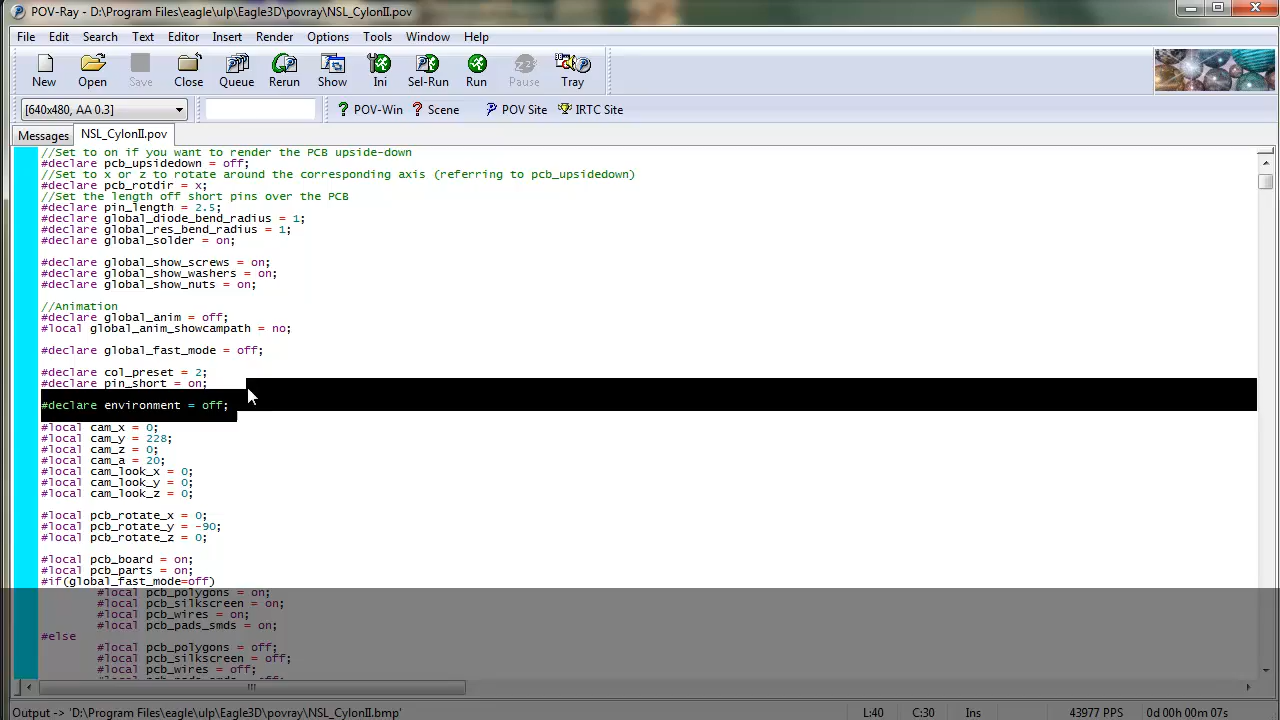 POV-Ray - D:\Program Files\eagle\ulp\Eagle3D\povray\NSL_CylonII.pov
File Edit Search Text Editor Insert Render Options Tools Window Help
New Open Save Close Queue Rerun Show Ini Sel-Run Run Pause Tray
[640x480, AA 0.3] POV-Win Scene POV Site IRTC Site
Messages NSL_CylonII.pov
//Set to on if you want to render the PCB upside-down
#declare pcb_upsidedown = off;
//Set to x or z to rotate around the corresponding axis (referring to pcb_upsidedown)
#declare pcb_rotdir = x;
//Set the length off short pins over the PCB
#declare pin_length = 2.5;
#declare global_diode_bend_radius = 1;
#declare global_res_bend_radius = 1;
#declare global_solder = on;
#declare global_show_screws = on;
#declare global_show_washers = on;
#declare global_show_nuts = on;
//Animation
#declare global_anim = off;
#local global_anim_showcampath = no;
#declare global_fast_mode = off;
#declare col_preset = 2;
#declare pin_short = on;
#declare environment = off;
#local cam_x = 0;
#local cam_y = 228;
#local cam_z = 0;
#local cam_a = 20;
#local cam_look_x = 0;
#local cam_look_y = 0;
#local cam_look_z = 0;
#local pcb_rotate_x = 0;
#local pcb_rotate_y = -90;
#local pcb_rotate_z = 0;
#local pcb_board = on;
#local pcb_parts = on;
#if(global_fast_mode=off)
#local pcb_polygons = on;
#local pcb_silkscreen = on;
#local pcb_wires = on;
#local pcb_pads_smds = on;
#else
#local pcb_polygons = off;
#local pcb_silkscreen = off;
#local pcb_wires = off;
Output -> 'D:\Program Files\eagle\ulp\Eagle3D\povray\NSL_CylonII.bmp' L:40 C:30 Ins 43977 PPS 0d 00h 00m 07s